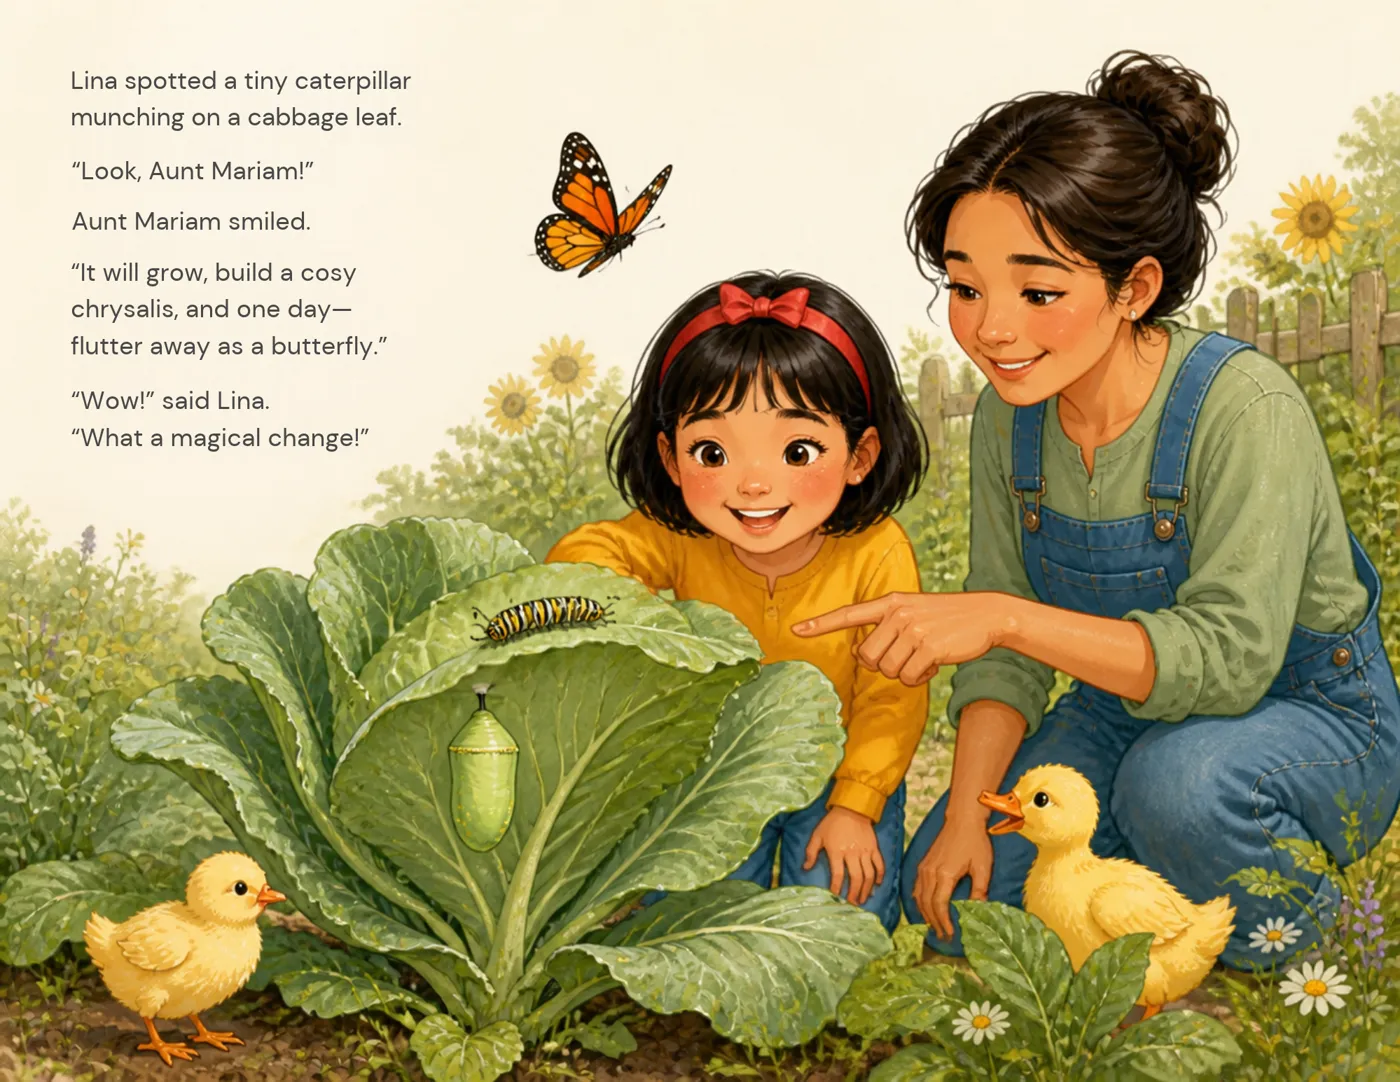 Lina spotted a tiny caterpillar
munching on a cabbage leaf.
“Look, Aunt Mariam!”
Aunt Mariam smiled.
“It will grow, build a cosy
chrysalis, and one day—
flutter away as a butterfly.”
“Wow!” said Lina.
“What a magical change!”